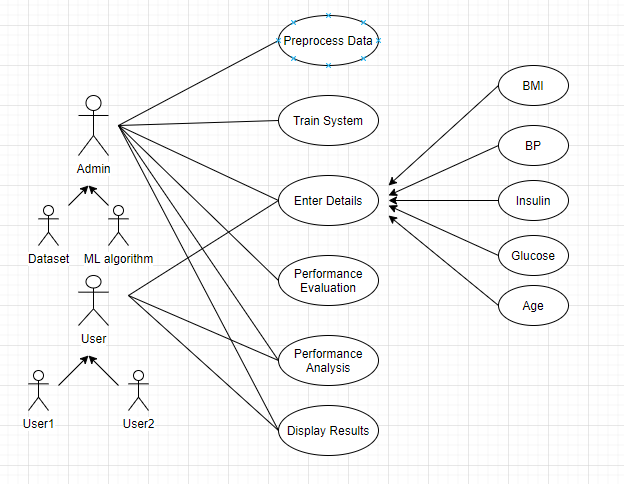 Preprocess Data
BMI
Train System
BP
Admin
Enter Details
Insulin
Dataset
ML algorithm
Glucose
Performance
Evaluation
Age
User
Performance
Analysis
User1
User2
Display Results